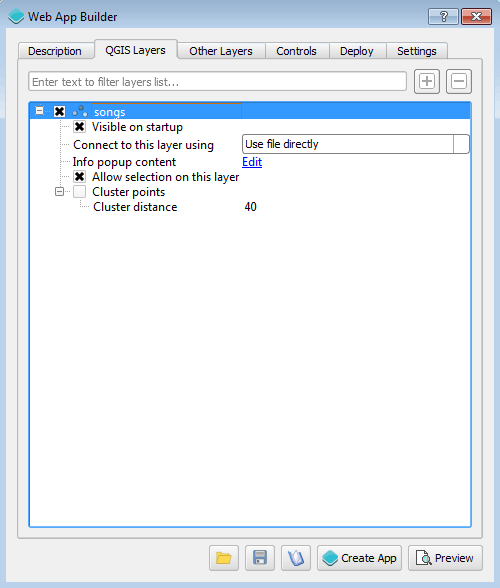 Web App Builder
Description QGIS Layers Other Layers Controls Deploy Settings
Enter text to filter layers list...
songs
Visible on startup
Connect to this layer using Use file directly
Info popup content Edit
Allow selection on this layer
Cluster points
Cluster distance 40
Create App Preview